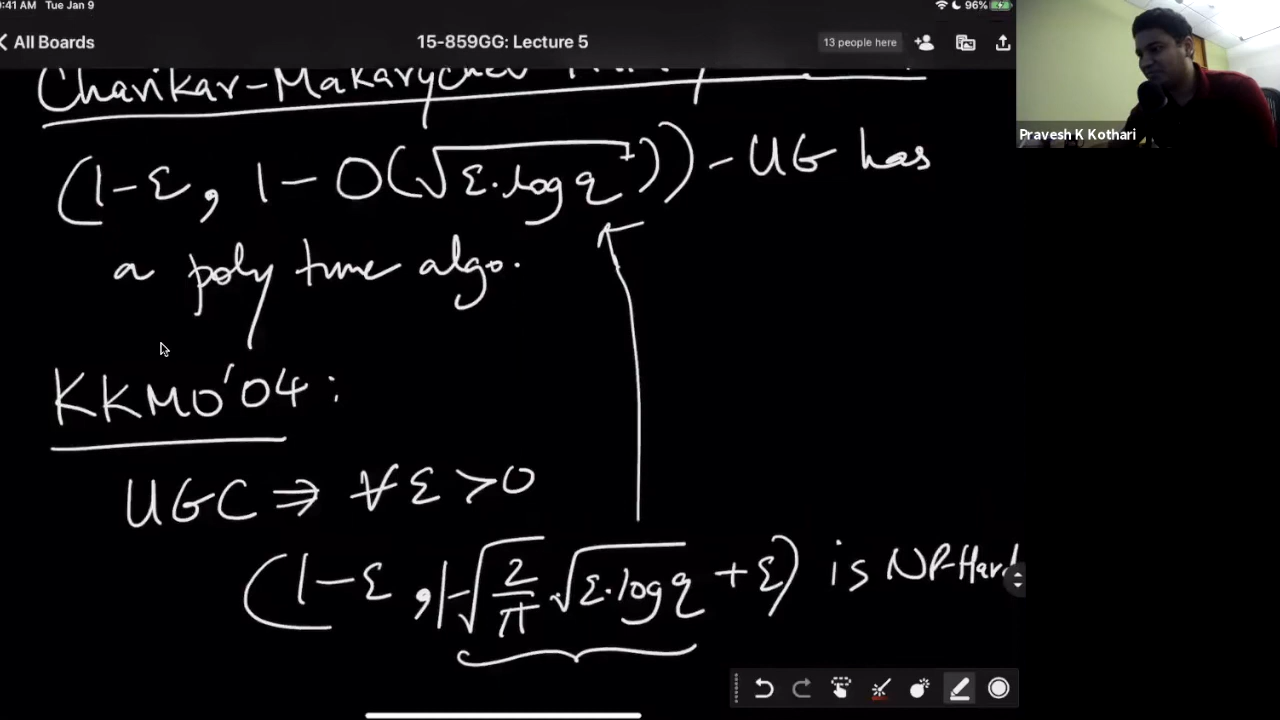 :41 AM Tue Jan 9
96%
All Boards
15-859GG: Lecture 5
13 people here
Pravesh K Kothari
Charikar-Makarychev
(1-ε, 1-O(√ε·log q))-UG has
a poly time algo.
KKMO'04:
UGC ⇒ ∀ε>0
(1-ε, 1-√2/π √ε·log q + ε) is NP-Hard